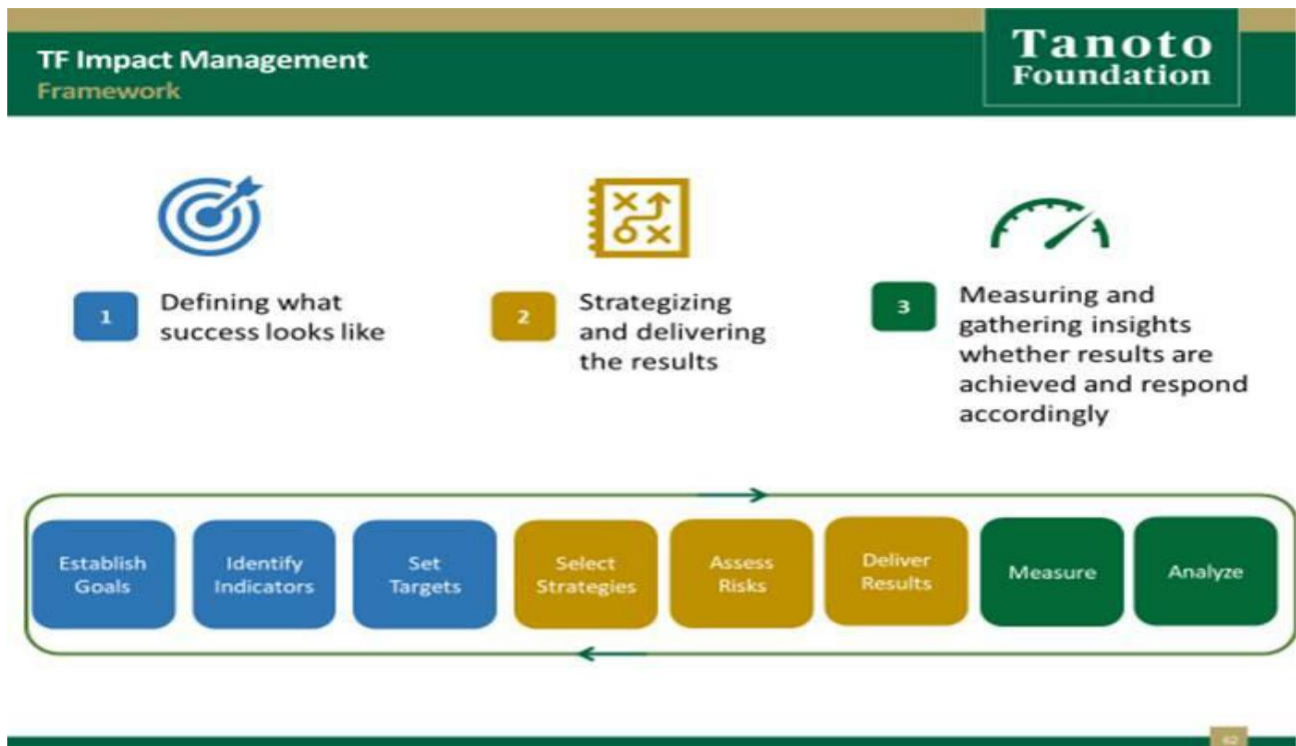 TF Impact Management
Framework
Tanoto
Foundation
1
Defining what
success looks like
2
Strategizing
and delivering
the results
3
Measuring and
gathering insights
whether results are
achieved and respond
accordingly
Establish
Goals
Identify
Indicators
Set
Targets
Select
Strategies
Assess
Risks
Deliver
Results
Measure
Analyze